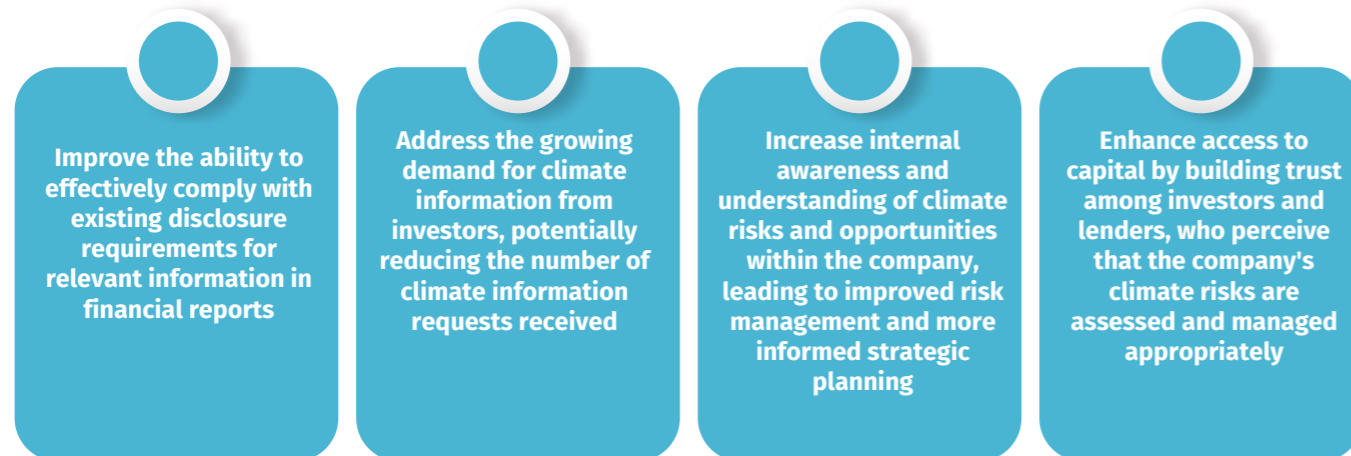 Improve the ability to
effectively comply with
existing disclosure
requirements for
relevant information in
financial reports
Address the growing
demand for climate
information from
investors, potentially
reducing the number of
climate information
requests received
Increase internal
awareness and
understanding of climate
risks and opportunities
within the company,
leading to improved risk
management and more
informed strategic
planning
Enhance access to
capital by building trust
among investors and
lenders, who perceive
that the company's
climate risks are
assessed and managed
appropriately